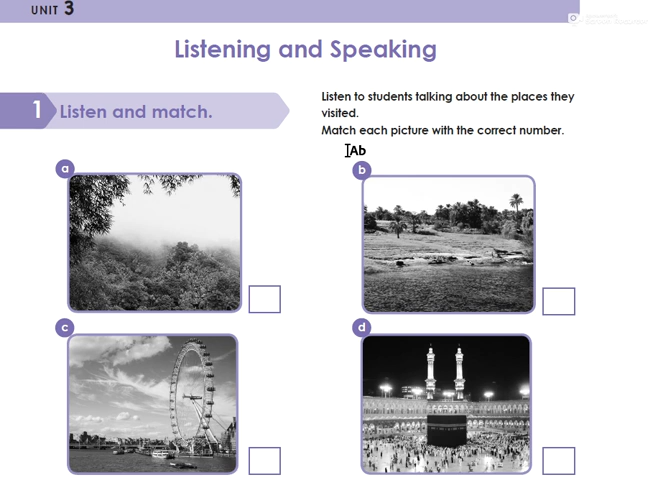 UNIT 3
Listening and Speaking
1 Listen and match.
Listen to students talking about the places they
visited.
Match each picture with the correct number.
Ab
a
b
c
d